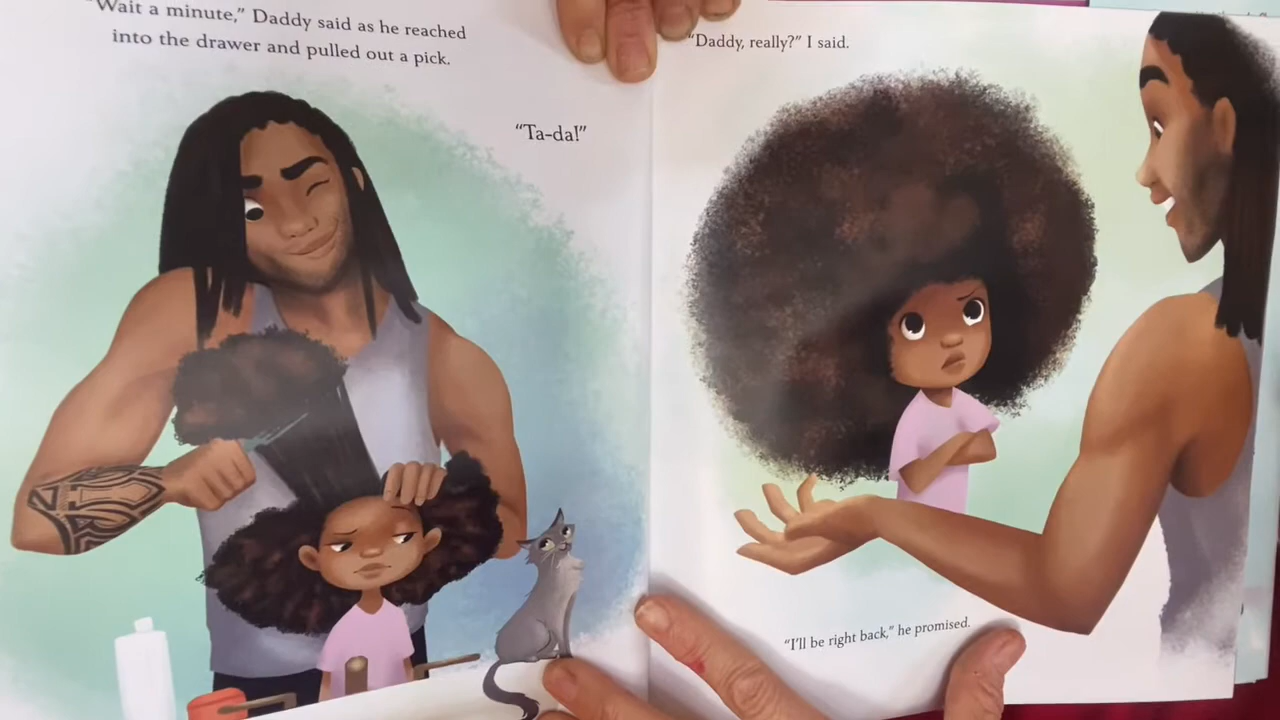 "Wait a minute," Daddy said as he reached
into the drawer and pulled out a pick.
"Ta-da!"
"Daddy, really?" I said.
"I'll be right back," he promised.